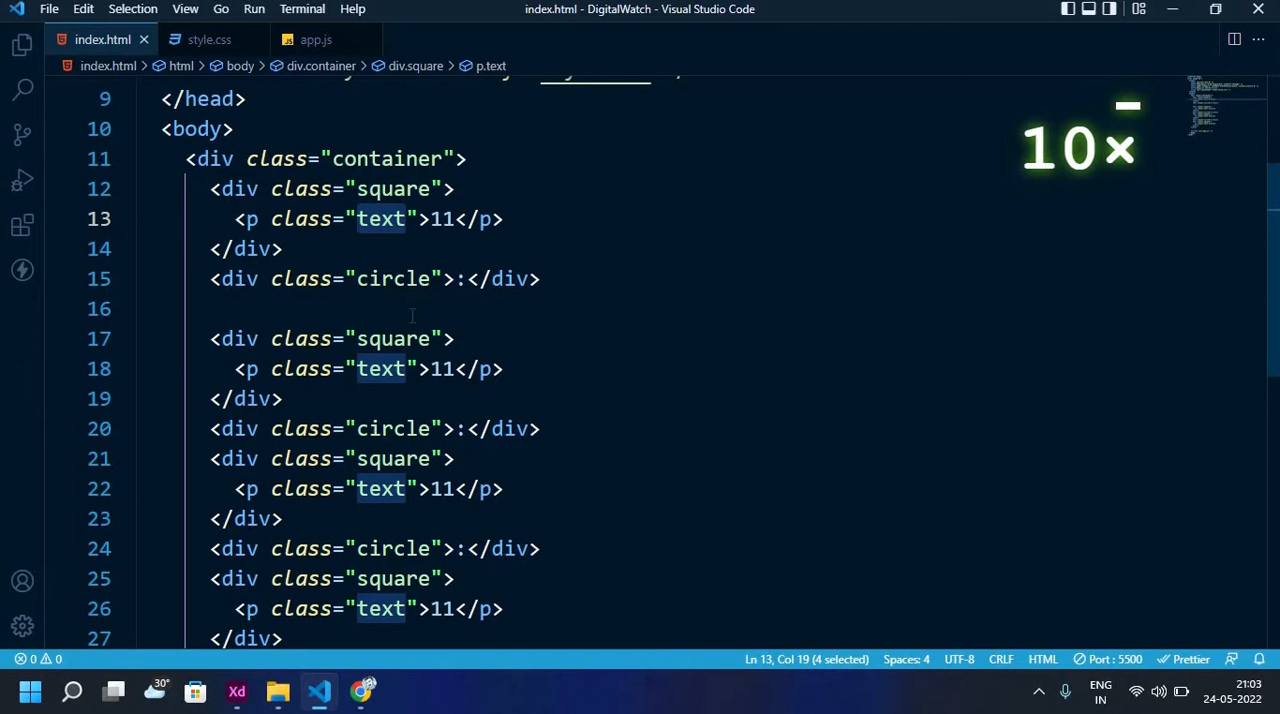 File Edit Selection View Go Run Terminal Help index.html - DigitalWatch - Visual Studio Code
index.html style.css JS app.js
index.html > html > body > div.container > div.square > p.text
9 </head>
10 <body>
11 <div class="container">
12 <div class="square">
13 <p class="text">11</p>
14 </div>
15 <div class="circle">:</div>
16
17 <div class="square">
18 <p class="text">11</p>
19 </div>
20 <div class="circle">:</div>
21 <div class="square">
22 <p class="text">11</p>
23 </div>
24 <div class="circle">:</div>
25 <div class="square">
26 <p class="text">11</p>
27 </div>
10×
0 0 Ln 13, Col 19 (4 selected) Spaces: 4 UTF-8 CRLF HTML Port : 5500 Prettier
30° Xd ENG IN 21:03 24-05-2022